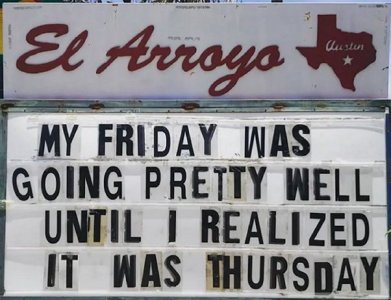 El Arroyo
Austin
MY FRIDAY WAS
GOING PRETTY WELL
UNTIL I REALIZED
IT WAS THURSDAY